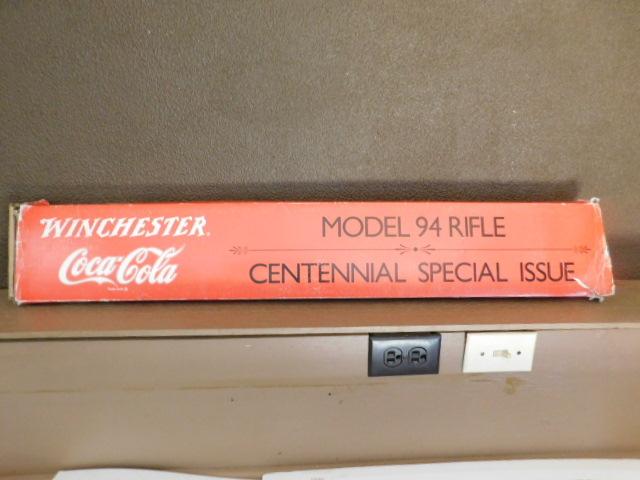 WINCHESTER®
Coca-Cola
MODEL 94 RIFLE
CENTENNIAL SPECIAL ISSUE